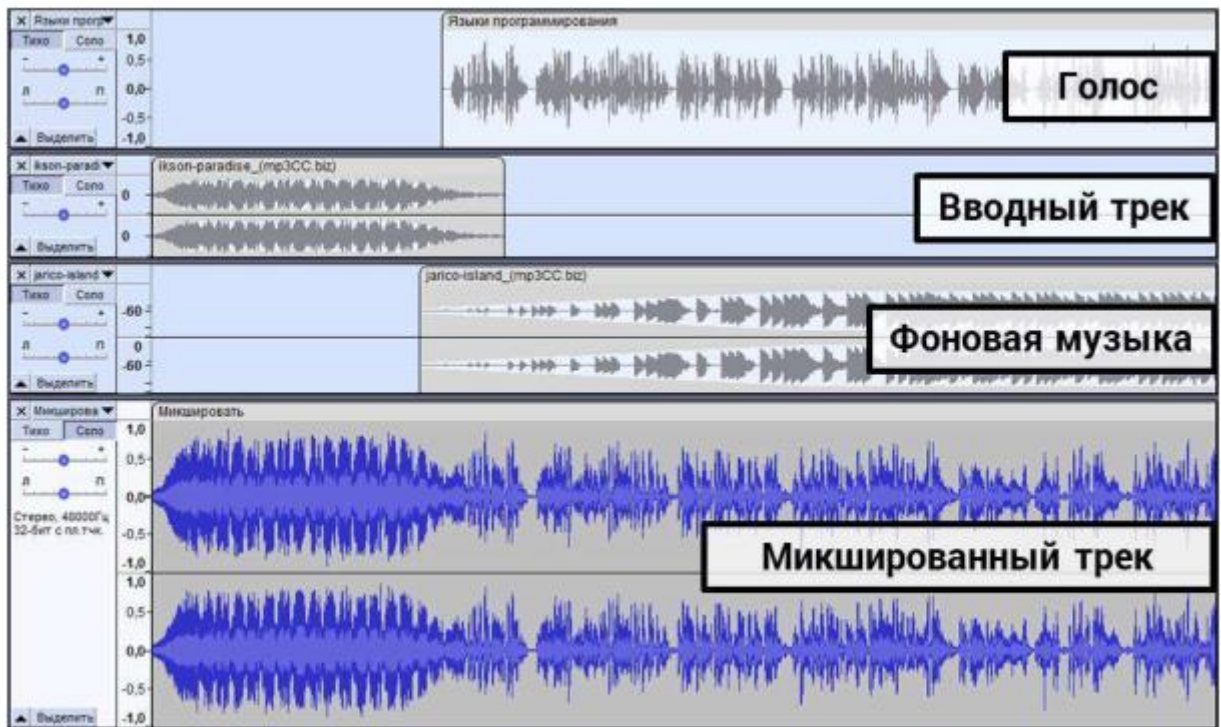 Языки прогр
Языки программирования
Тихо Соло
1,0
- +
0,5
Л П
0,0
-0,5
Выделить
-1,0
Голос
ikson-paradi
ikson-paradise_(mp3CC.biz)
Тихо Соло
- +
0
0
Выделить
Вводный трек
jarico-island
jarico-island_(mp3CC.biz)
Тихо Соло
- +
-60
Л П
0
-60
Выделить
Фоновая музыка
Микширова
Микшировать
Тихо Соло
1,0
- +
0,5
Л П
0,0
Стерео, 48000Гц
32-бит с пл.тчк.
-0,5
-1,0
Микшированный трек
1,0
0,5
0,0
-0,5
Выделить
-1,0